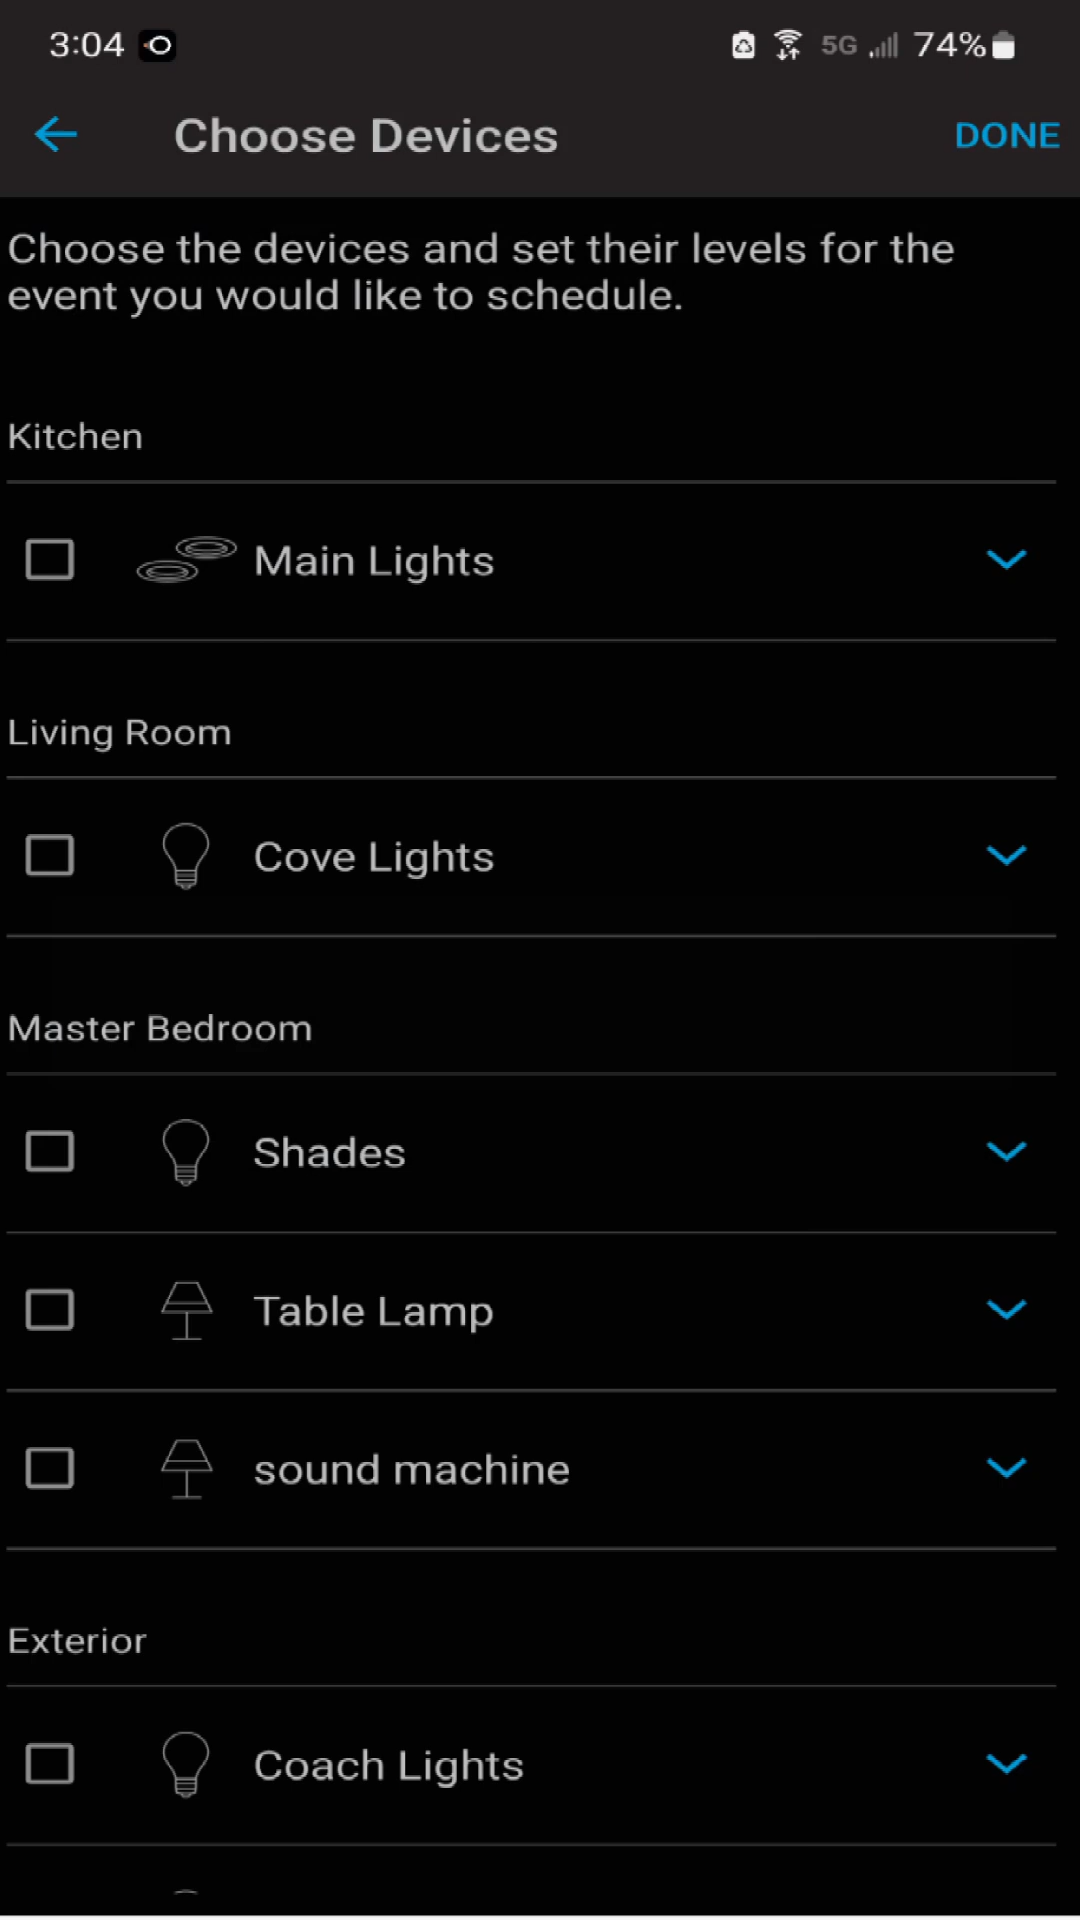 3:04
5G
74%
Choose Devices
DONE
Choose the devices and set their levels for the
event you would like to schedule.
Kitchen
Main Lights
Living Room
Cove Lights
Master Bedroom
Shades
Table Lamp
sound machine
Exterior
Coach Lights